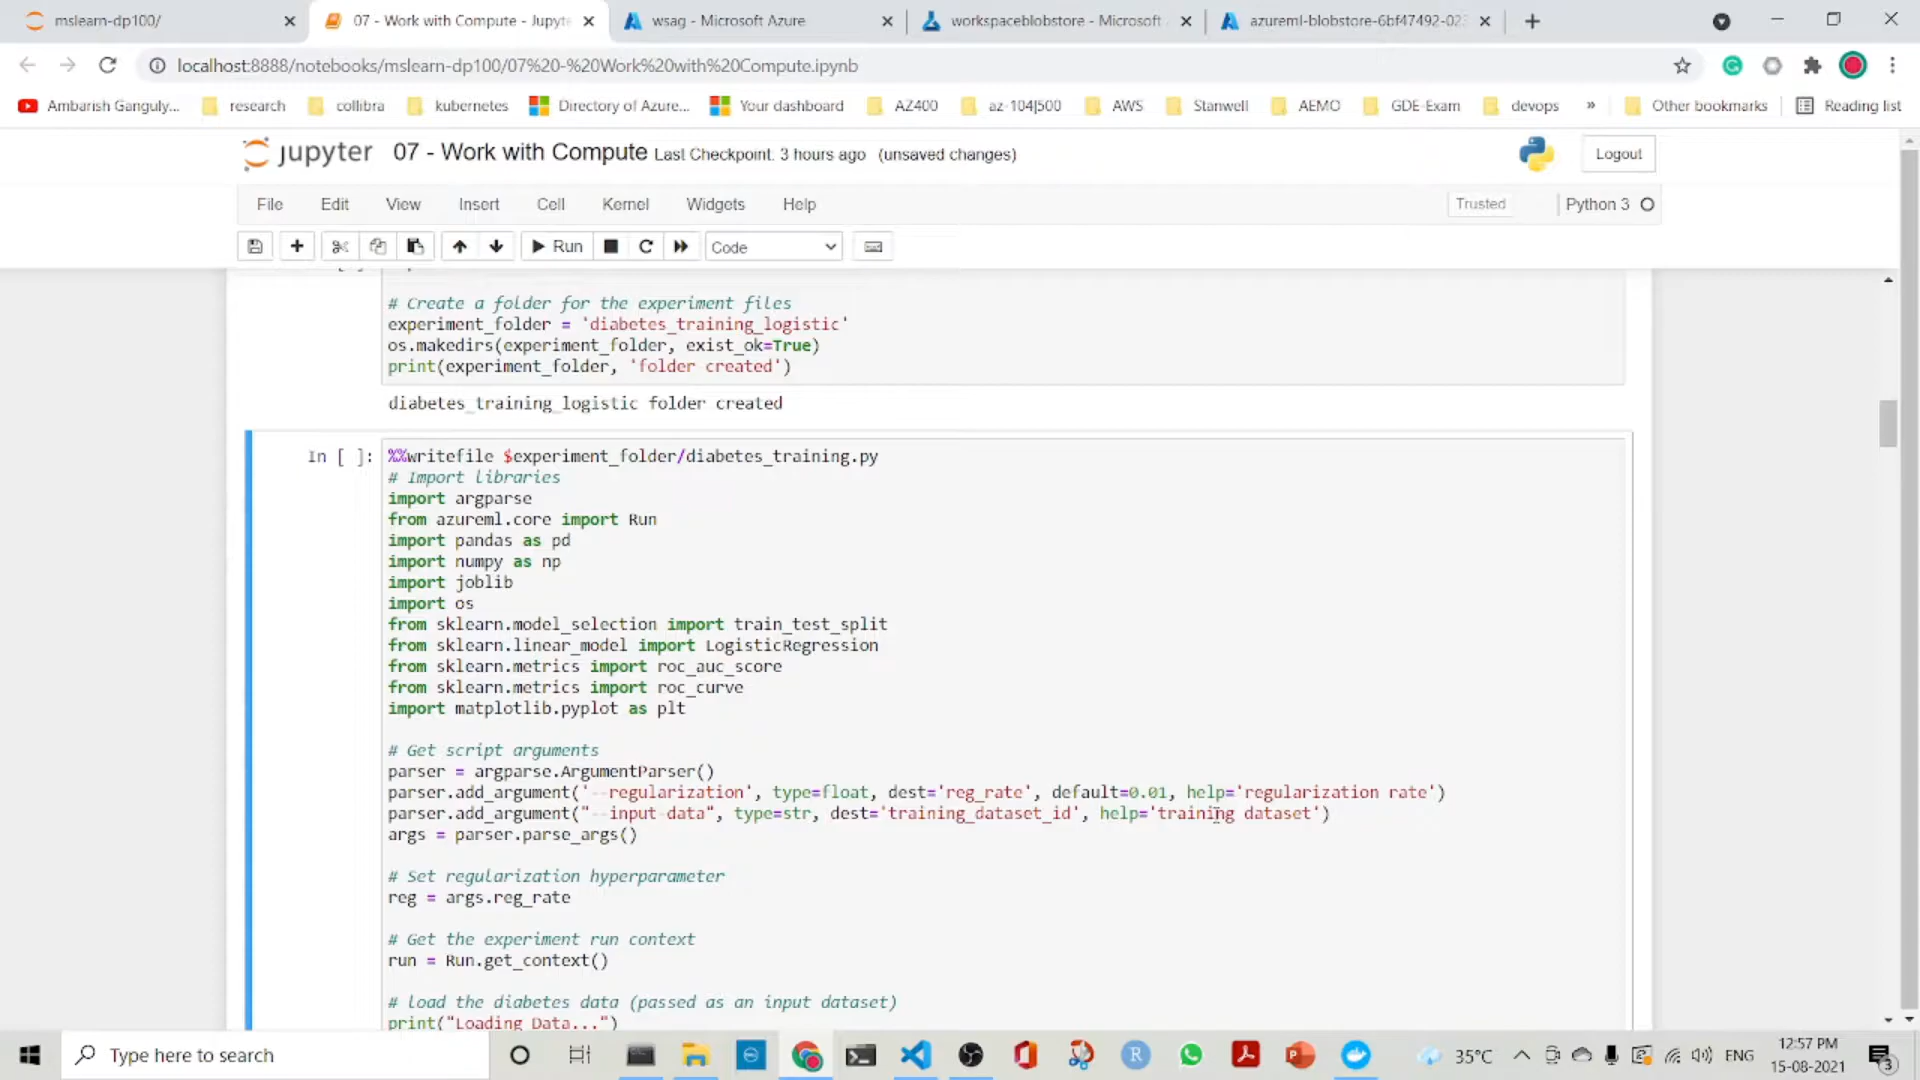 mslearn-dp100/
07 - Work with Compute - Jupyte
wsag - Microsoft Azure
workspaceblobstore - Microsoft
azureml-blobstore-6bf47492-023
localhost:8888/notebooks/mslearn-dp100/07%20-%20Work%20with%20Compute.ipynb
Ambarish Ganguly... research collibra kubernetes Directory of Azure... Your dashboard AZ400 az-104|500 AWS Stanwell AEMO GDE-Exam devops » Other bookmarks Reading list
jupyter 07 - Work with Compute Last Checkpoint: 3 hours ago (unsaved changes) Logout
File Edit View Insert Cell Kernel Widgets Help Trusted Python 3
Run Code
# Create a folder for the experiment files
experiment_folder = 'diabetes_training_logistic'
os.makedirs(experiment_folder, exist_ok=True)
print(experiment_folder, 'folder created')
diabetes_training_logistic folder created
In [ ]: %%writefile $experiment_folder/diabetes_training.py
# Import libraries
import argparse
from azureml.core import Run
import pandas as pd
import numpy as np
import joblib
import os
from sklearn.model_selection import train_test_split
from sklearn.linear_model import LogisticRegression
from sklearn.metrics import roc_auc_score
from sklearn.metrics import roc_curve
import matplotlib.pyplot as plt
# Get script arguments
parser = argparse.ArgumentParser()
parser.add_argument('--regularization', type=float, dest='reg_rate', default=0.01, help='regularization rate')
parser.add_argument("--input-data", type=str, dest='training_dataset_id', help='training dataset')
args = parser.parse_args()
# Set regularization hyperparameter
reg = args.reg_rate
# Get the experiment run context
run = Run.get_context()
# load the diabetes data (passed as an input dataset)
print("Loading Data...")
Type here to search
35°C
ENG
12:57 PM
15-08-2021
3